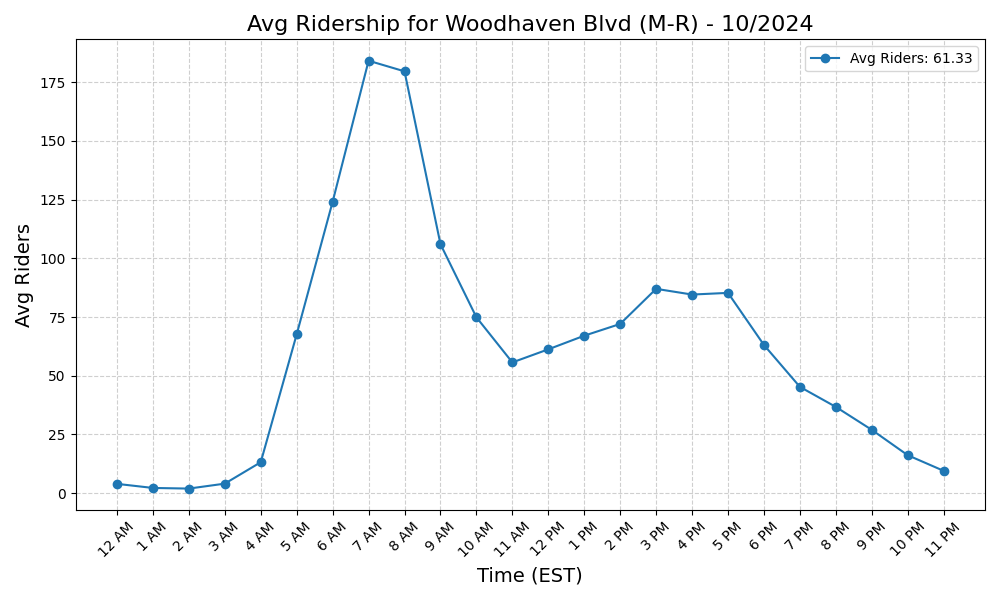 Avg Ridership for Woodhaven Blvd (M-R) - 10/2024
Avg Riders: 61.33
Avg Riders
175
150
125
100
75
50
25
0
12 AM
1 AM
2 AM
3 AM
4 AM
5 AM
6 AM
7 AM
8 AM
9 AM
10 AM
11 AM
12 PM
1 PM
2 PM
3 PM
4 PM
5 PM
6 PM
7 PM
8 PM
9 PM
10 PM
11 PM
Time (EST)